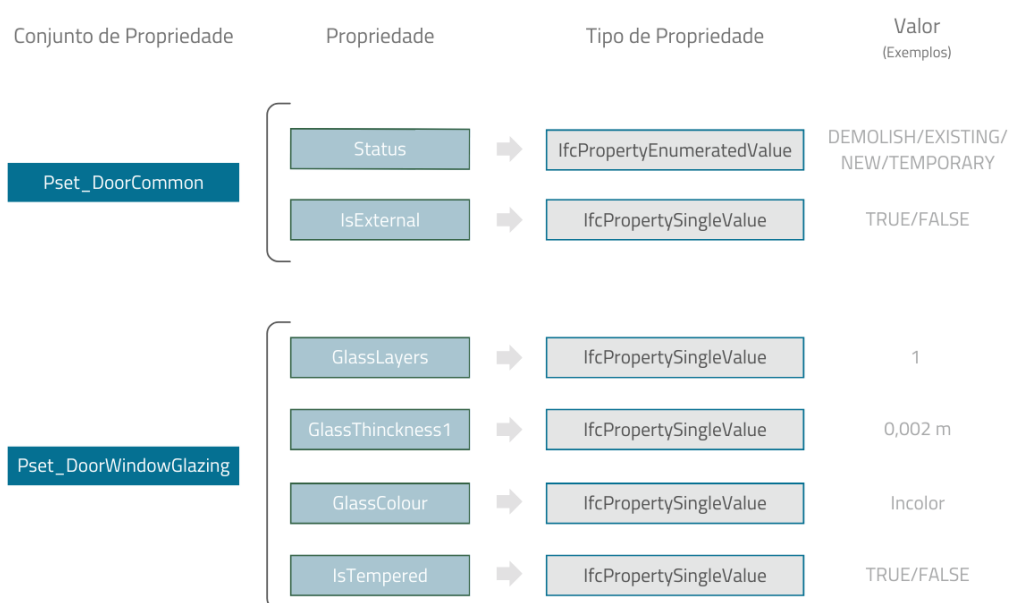 Conjunto de Propriedade
Propriedade
Tipo de Propriedade
Valor
(Exemplos)
Pset_DoorCommon
Status
IfcPropertyEnumeratedValue
DEMOLISH/EXISTING/
NEW/TEMPORARY
IsExternal
IfcPropertySingleValue
TRUE/FALSE
Pset_DoorWindowGlazing
GlassLayers
IfcPropertySingleValue
1
GlassThinckness1
IfcPropertySingleValue
0,002 m
GlassColour
IfcPropertySingleValue
Incolor
IsTempered
IfcPropertySingleValue
TRUE/FALSE